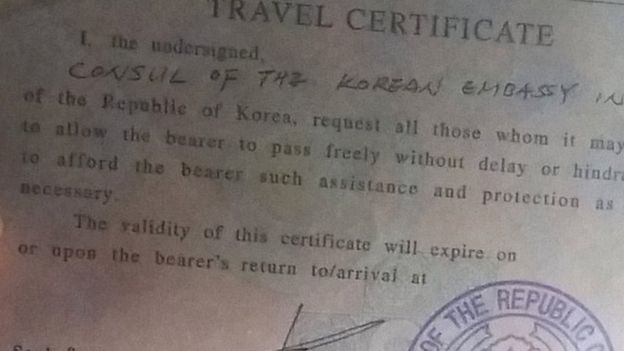 TRAVEL CERTIFICATE
I, the undersigned,
CONSUL OF THE KOREAN EMBASSY IN
of the Republic of Korea, request all those whom it may
to allow the bearer to pass freely without delay or hindra
to afford the bearer such assistance and protection as
necessary.
The validity of this certificate will expire on
or upon the bearer's return to/arrival at
OF THE REPUBLIC